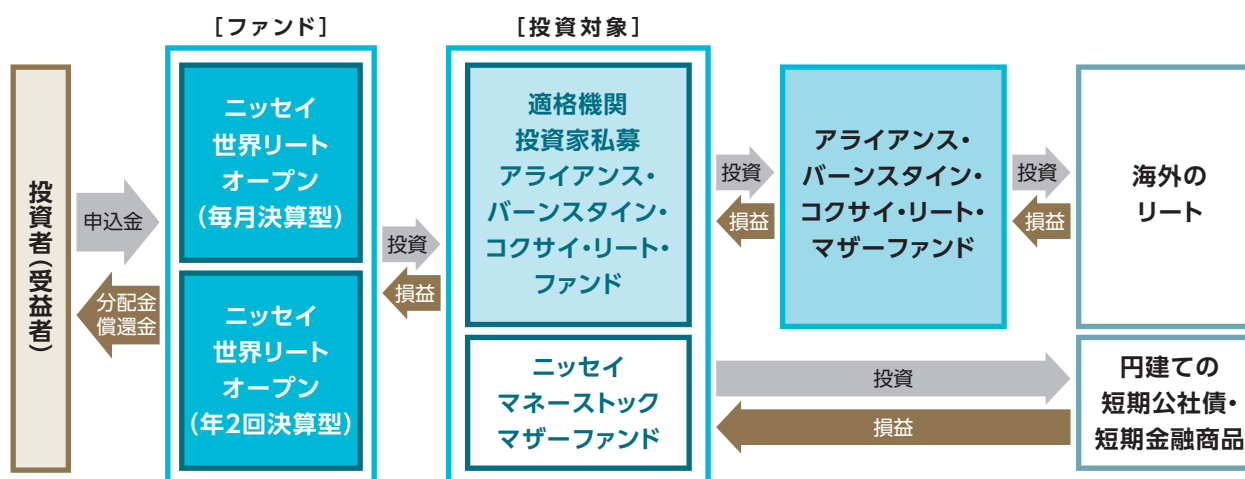 ［ファンド］
［投資対象］
投資者（受益者）
申込金
分配金
償還金
ニッセイ
世界リート
オープン
（毎月決算型）
ニッセイ
世界リート
オープン
（年2回決算型）
投資
損益
適格機関
投資家私募
アライアンス・
バーンスタイン・
コクサイ・リート・
ファンド
投資
損益
アライアンス・
バーンスタイン・
コクサイ・リート・
マザーファンド
投資
損益
海外の
リート
ニッセイ
マネーストック
マザーファンド
投資
損益
円建ての
短期公社債・
短期金融商品